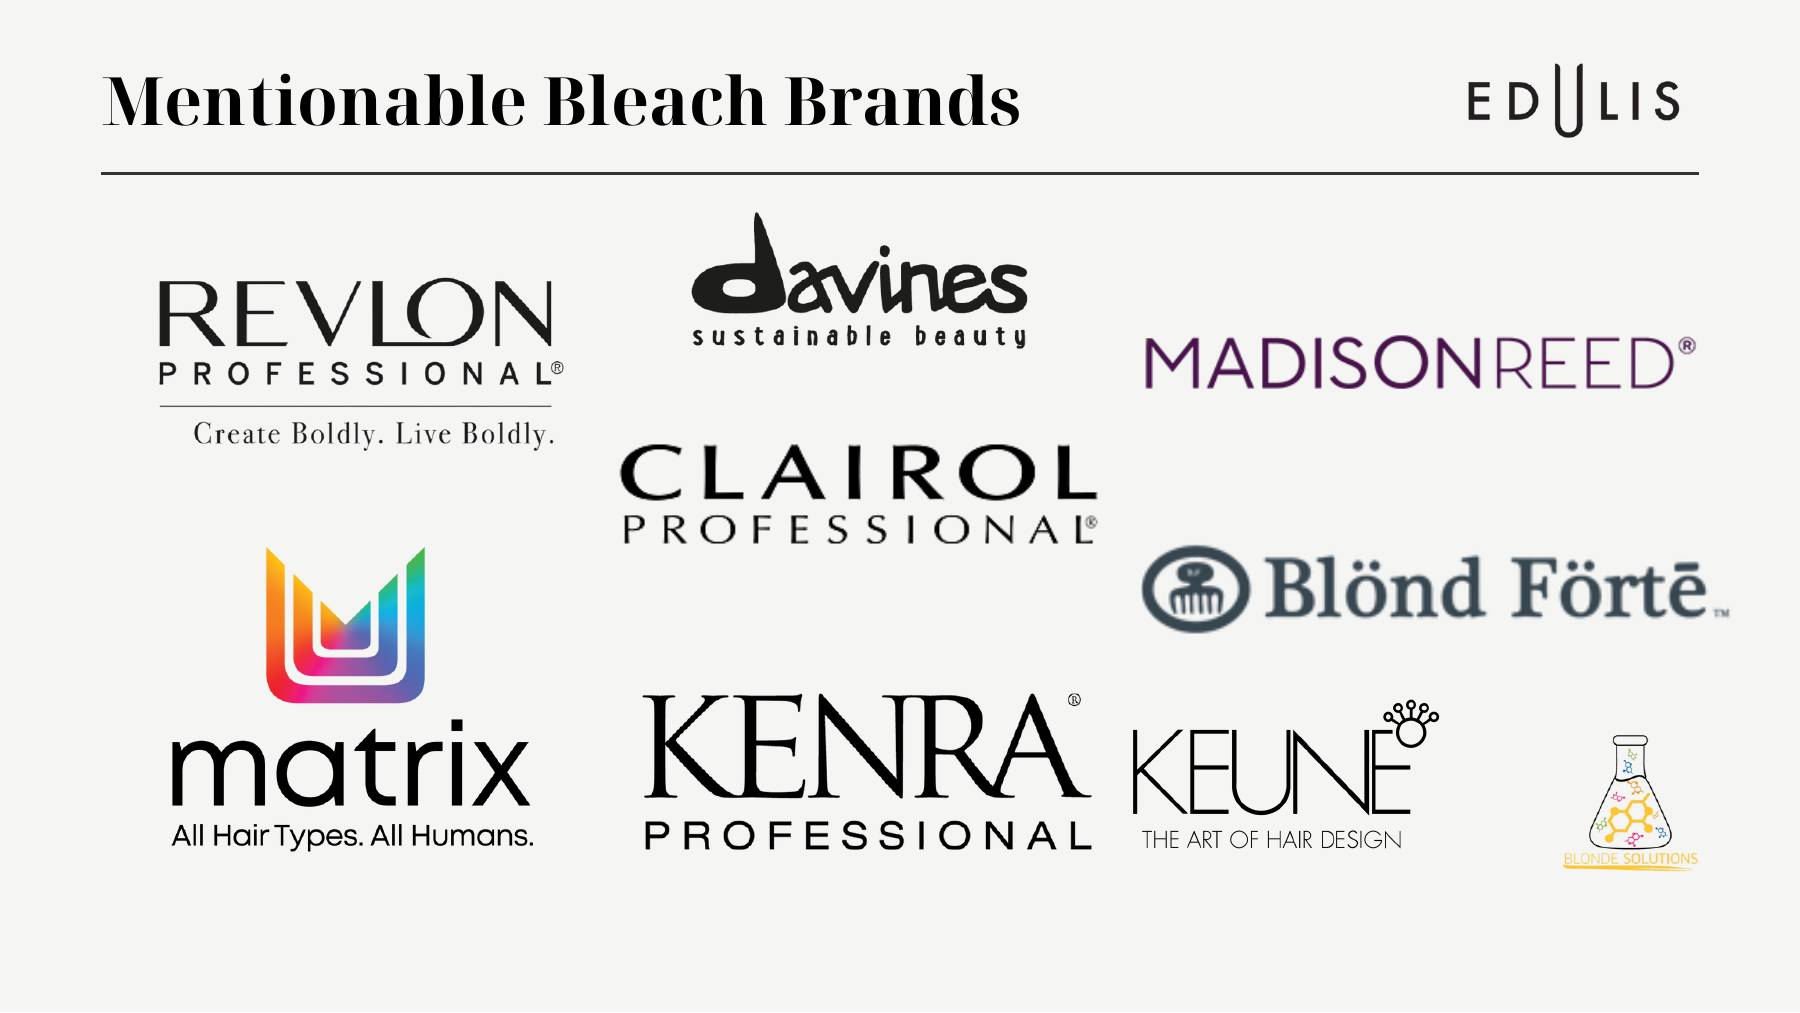 Mentionable Bleach Brands
EDULIS
REVLON
PROFESSIONAL®
Create Boldly. Live Boldly.
davines
sustainable beauty
MADISONREED®
CLAIROL
PROFESSIONAL®
Blönd Förtē™
matrix
All Hair Types. All Humans.
KENRA®
PROFESSIONAL
KEUNE
THE ART OF HAIR DESIGN
BLONDE SOLUTIONS